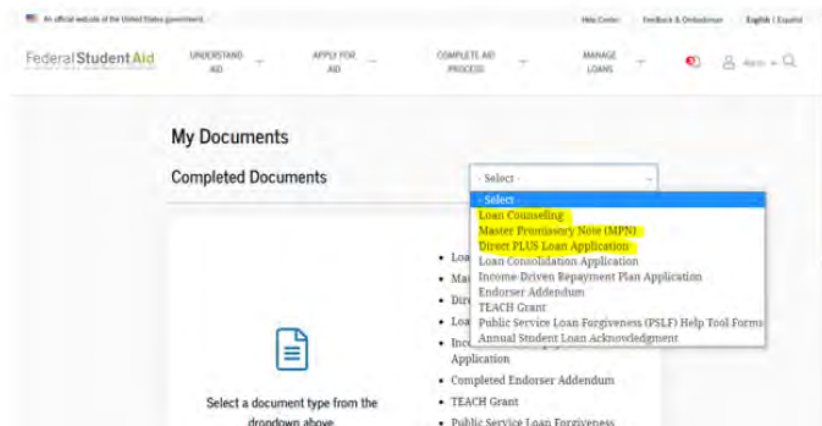 An official website of the United States government.
Help Center Feedback & Ombudsman English | Español
Federal Student Aid
UNDERSTAND AID
APPLY FOR AID
COMPLETE AID PROCESS
MANAGE LOANS
My Documents
Completed Documents
- Select -
- Select -
Loan Counseling
Master Promissory Note (MPN)
Direct PLUS Loan Application
Loan Consolidation Application
Income-Driven Repayment Plan Application
Endorser Addendum
TEACH Grant
Public Service Loan Forgiveness (PSLF) Help Tool Forms
Annual Student Loan Acknowledgment
Application
• Completed Endorser Addendum
• TEACH Grant
• Public Service Loan Forgiveness
Select a document type from the
dropdown above